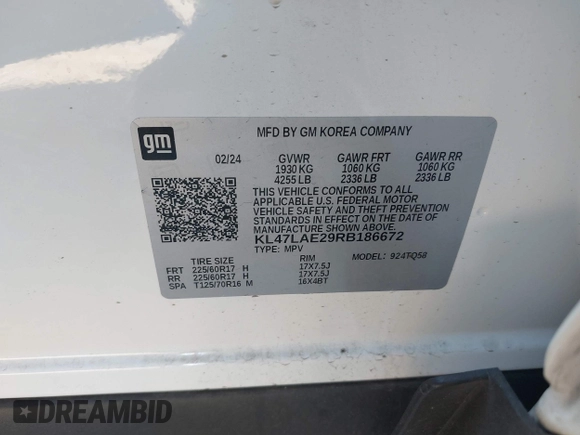 gm
MFD BY GM KOREA COMPANY
02/24 GVWR GAWR FRT GAWR RR
1930 KG 1060 KG 1060 KG
4255 LB 2336 LB 2336 LB
THIS VEHICLE CONFORMS TO ALL
APPLICABLE U.S. FEDERAL MOTOR
VEHICLE SAFETY AND THEFT PREVENTION
STANDARDS IN EFFECT ON THE DATE OF
MANUFACTURE SHOWN ABOVE.
KL47LAE29RB186672
TYPE: MPV MODEL: 924TQ58
TIRE SIZE RIM
FRT 225/60R17 H 17X7.5J
RR 225/60R17 H 17X7.5J
SPA T125/70R16 M 16X4BT
DREAMBID